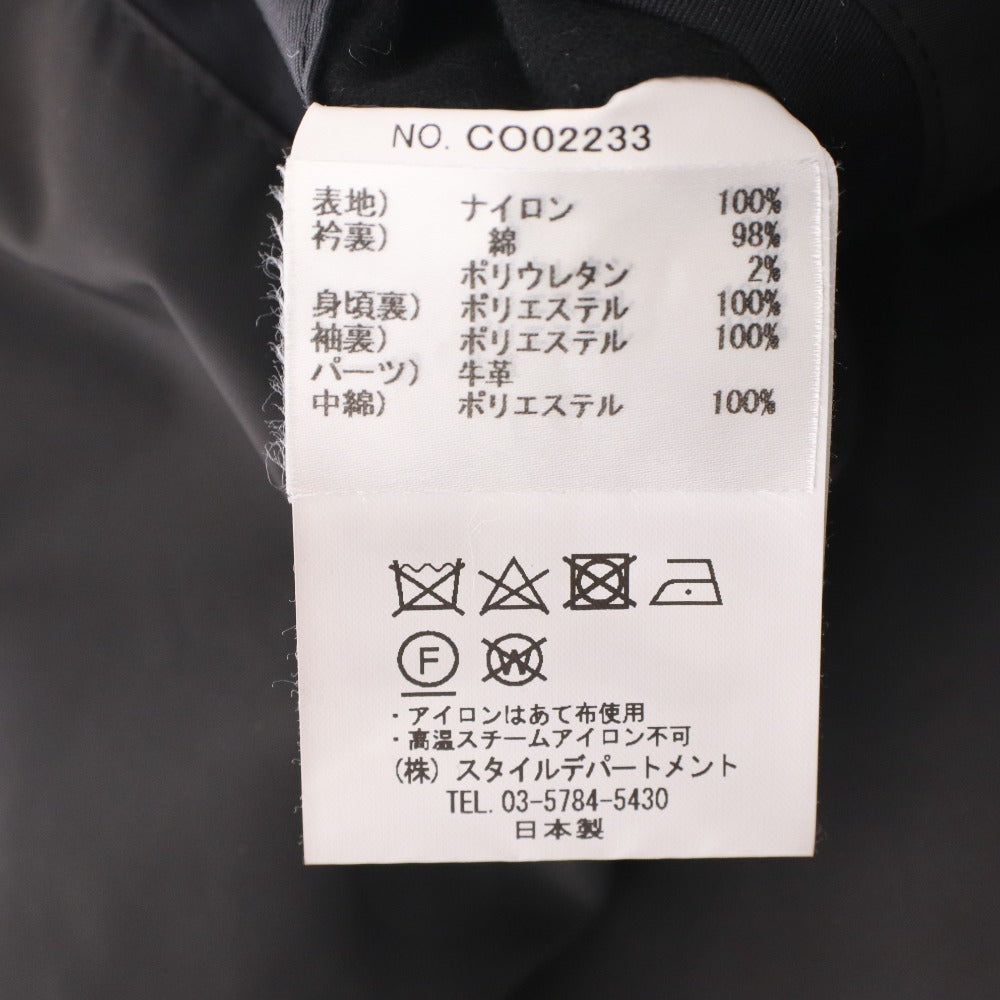 NO. CO02233
表地) ナイロン 100%
衿裏) 綿 98%
ポリウレタン 2%
身頃裏) ポリエステル 100%
袖裏) ポリエステル 100%
パーツ) 牛革
中綿) ポリエステル 100%
F W
・アイロンはあて布使用
・高温スチームアイロン不可
(株) スタイルデパートメント
TEL. 03-5784-5430
日本製